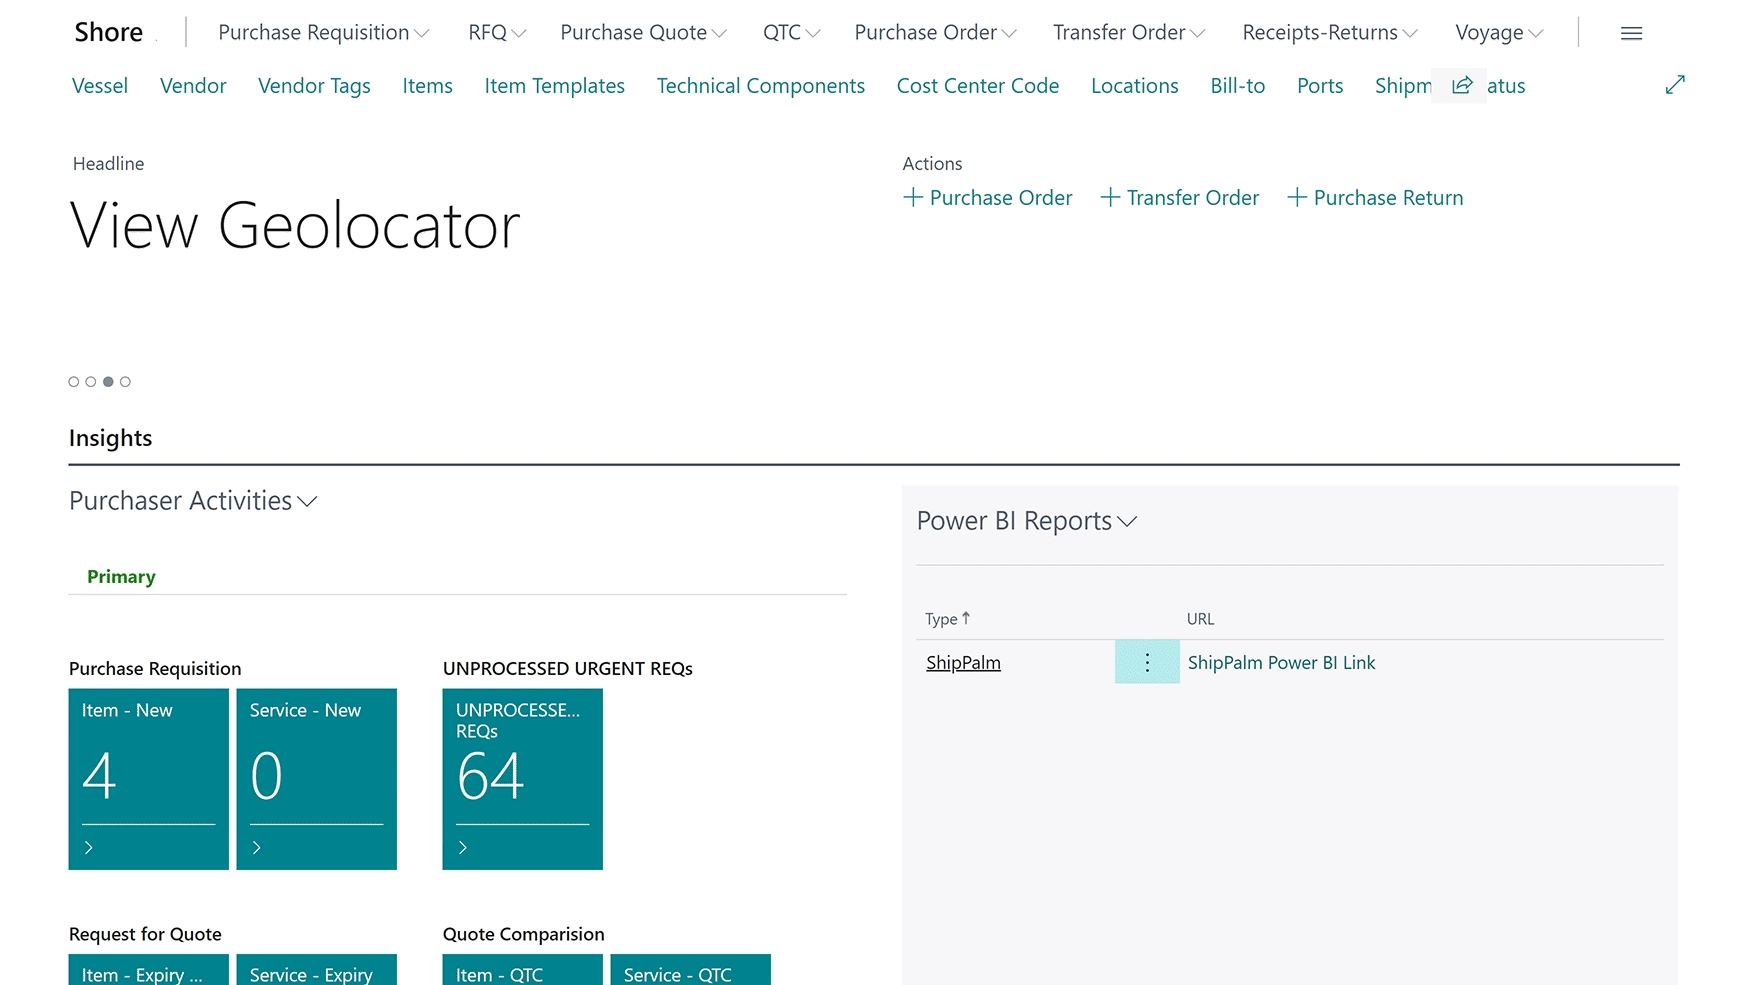 Shore
Purchase Requisition RFQ Purchase Quote QTC Purchase Order Transfer Order Receipts-Returns Voyage
Vessel Vendor Vendor Tags Items Item Templates Technical Components Cost Center Code Locations Bill-to Ports Shipm atus
Headline
View Geolocator
Actions
+ Purchase Order + Transfer Order + Purchase Return
Insights
Purchaser Activities
Primary
Purchase Requisition
Item - New
4
Service - New
0
UNPROCESSED URGENT REQs
UNPROCESSE...
REQs
64
Request for Quote
Item - Expiry ...
Service - Expiry
Quote Comparision
Item - QTC
Service - QTC
Power BI Reports
Type ↑ URL
ShipPalm ShipPalm Power BI Link